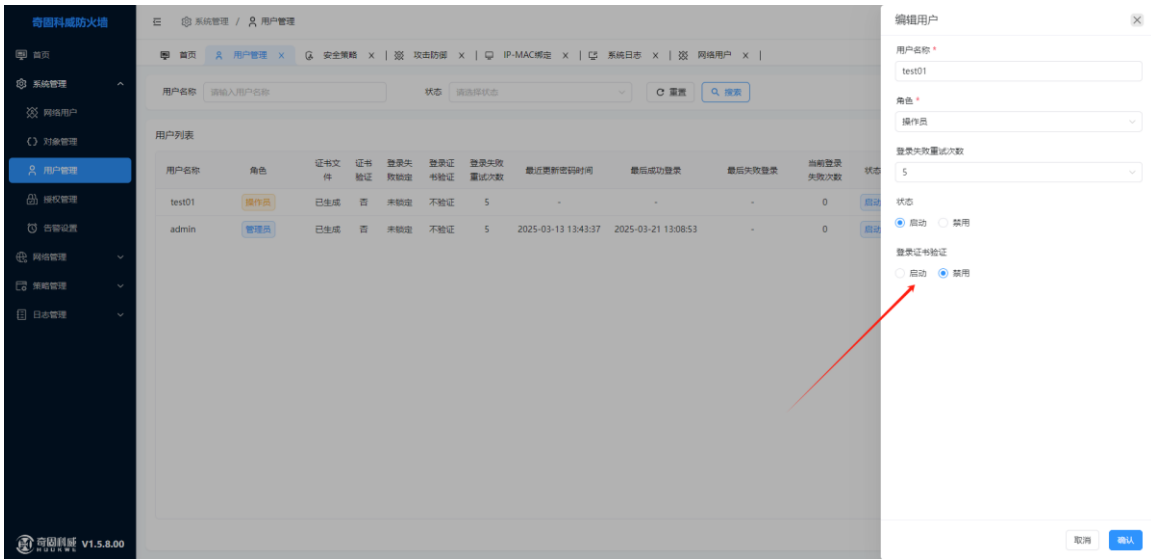 奇固科威防火墙
系统管理 / 用户管理
首页
系统管理
网络用户
对象管理
用户管理
授权管理
告警设置
网络管理
策略管理
日志管理
V1.5.8.00
首页 用户管理 X 安全策略 X | 攻击防御 X | IP-MAC绑定 X | 系统日志 X | 网络用户 X |
用户名称 请输入用户名称 状态 请选择状态 重置 搜索
用户列表
用户名称 角色 证书文件 证书验证 登录失败锁定 登录证书验证 登录失败重试次数 最近更新密码时间 最后成功登录 最后失败登录 当前登录失败次数 状态
test01 操作员 已生成 否 未锁定 不验证 5 - - - 0 启动
admin 管理员 已生成 否 未锁定 不验证 5 2025-03-13 13:43:37 2025-03-21 13:08:53 - 0 启动
编辑用户
用户名称 *
test01
角色 *
操作员
登录失败重试次数
5
状态
启动 禁用
登录证书验证
启动 禁用
取消 确认